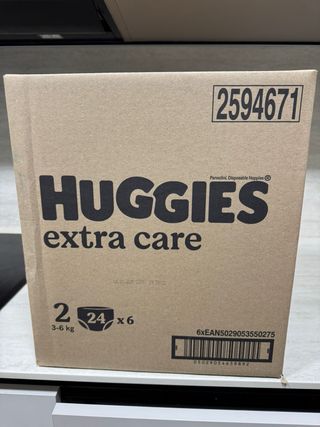 2594671
Pannolini, Disposable Nappies
HUGGIES
extra care
2 24 x 6
3-6 kg
6xEAN5029053550275